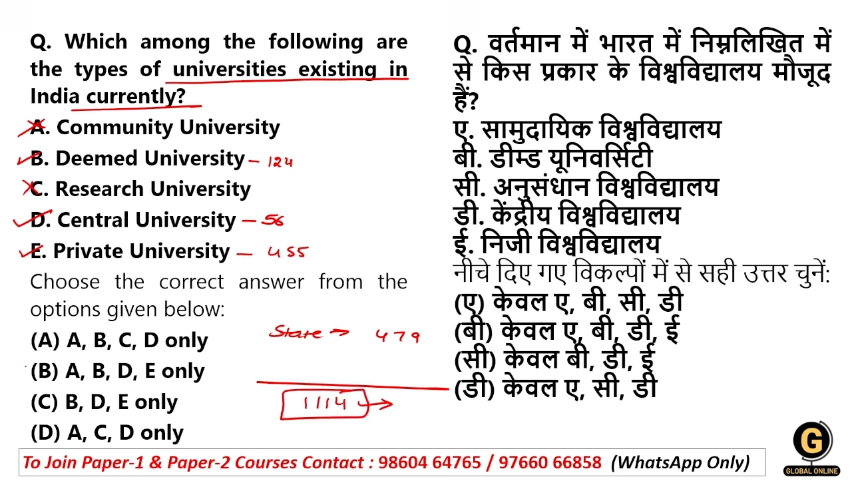 Q. Which among the following are
the types of universities existing in
India currently?
A. Community University
B. Deemed University - 124
C. Research University
D. Central University - 56
E. Private University - 455
Choose the correct answer from the
options given below:
(A) A, B, C, D only
(B) A, B, D, E only
(C) B, D, E only
(D) A, C, D only
State → 479
1114 →
Q. वर्तमान में भारत में निम्नलिखित में
से किस प्रकार के विश्वविद्यालय मौजूद
हैं?
ए. सामुदायिक विश्वविद्यालय
बी. डीम्ड यूनिवर्सिटी
सी. अनुसंधान विश्वविद्यालय
डी. केंद्रीय विश्वविद्यालय
ई. निजी विश्वविद्यालय
नीचे दिए गए विकल्पों में से सही उत्तर चुनें:
(ए) केवल ए, बी, सी, डी
(बी) केवल ए, बी, डी, ई
(सी) केवल बी, डी, ई
(डी) केवल ए, सी, डी
G
GLOBAL ONLINE
To Join Paper-1 & Paper-2 Courses Contact : 98604 64765 / 97660 66858 (WhatsApp Only)